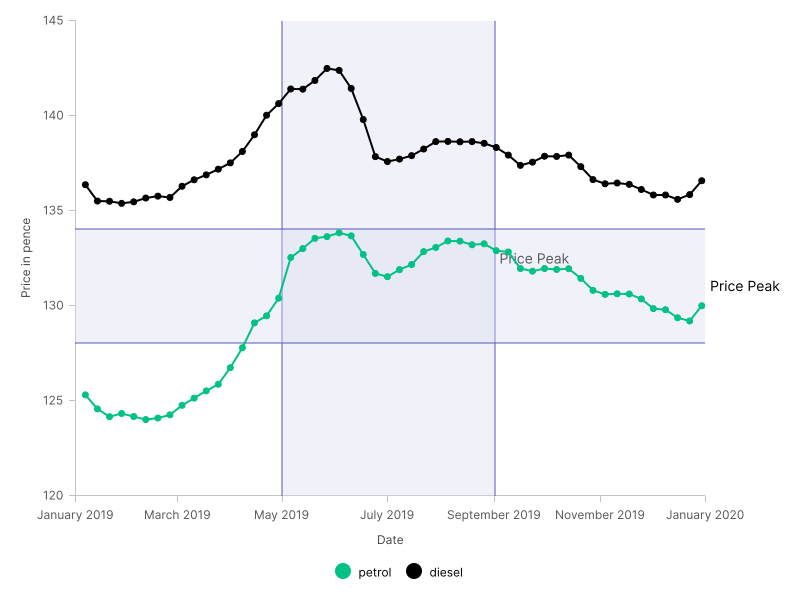 145
140
135
130
125
120
Price in pence
Price Peak
Price Peak
January 2019 March 2019 May 2019 July 2019 September 2019 November 2019 January 2020
Date
petrol diesel